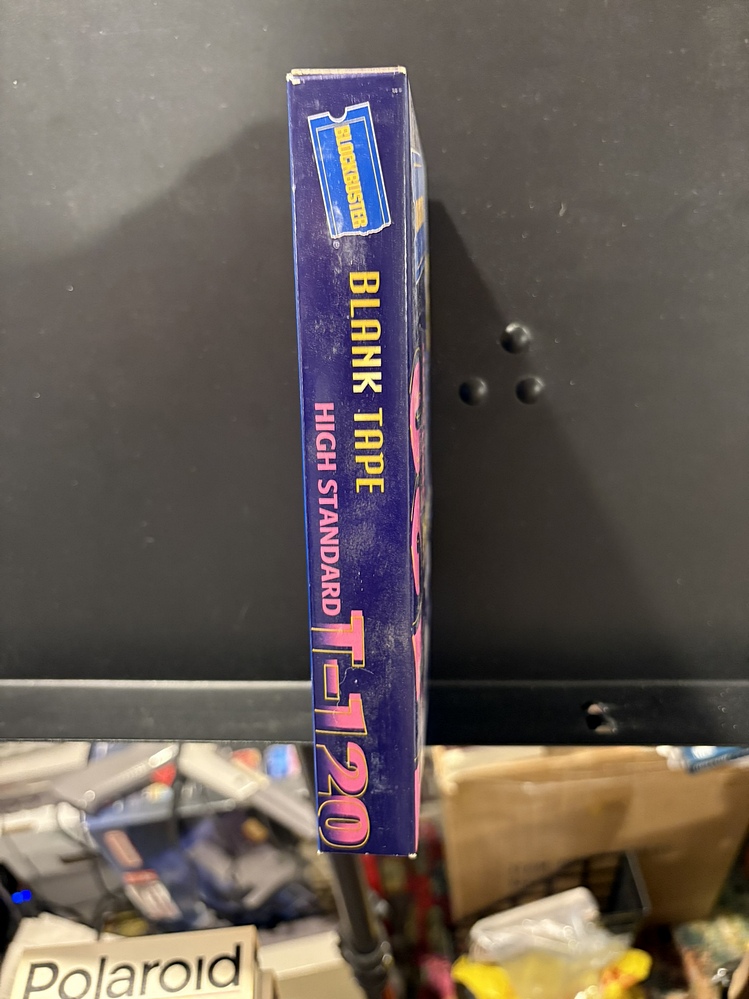 BLOCKBUSTER
®
BLANK TAPE
HIGH STANDARD
T-120
Polaroid